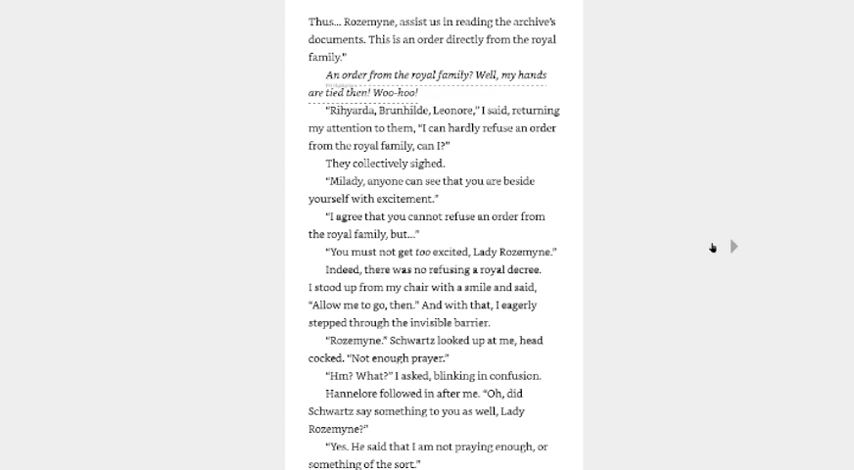 Thus... Rozemyne, assist us in reading the archive's
documents. This is an order directly from the royal
family."
An order from the royal family? Well, my hands
are tied then! Woo-hoo!
"Rihyarda, Brunhilde, Leonore," I said, returning
my attention to them, "I can hardly refuse an order
from the royal family, can I?"
They collectively sighed.
"Milady, anyone can see that you are beside
yourself with excitement."
"I agree that you cannot refuse an order from
the royal family, but..."
"You must not get too excited, Lady Rozemyne."
Indeed, there was no refusing a royal decree.
I stood up from my chair with a smile and said,
"Allow me to go, then." And with that, I eagerly
stepped through the invisible barrier.
"Rozemyne." Schwartz looked up at me, head
cocked. "Not enough prayer."
"Hm? What?" I asked, blinking in confusion.
Hannelore followed in after me. "Oh, did
Schwartz say something to you as well, Lady
Rozemyne?"
"Yes. He said that I am not praying enough, or
something of the sort."